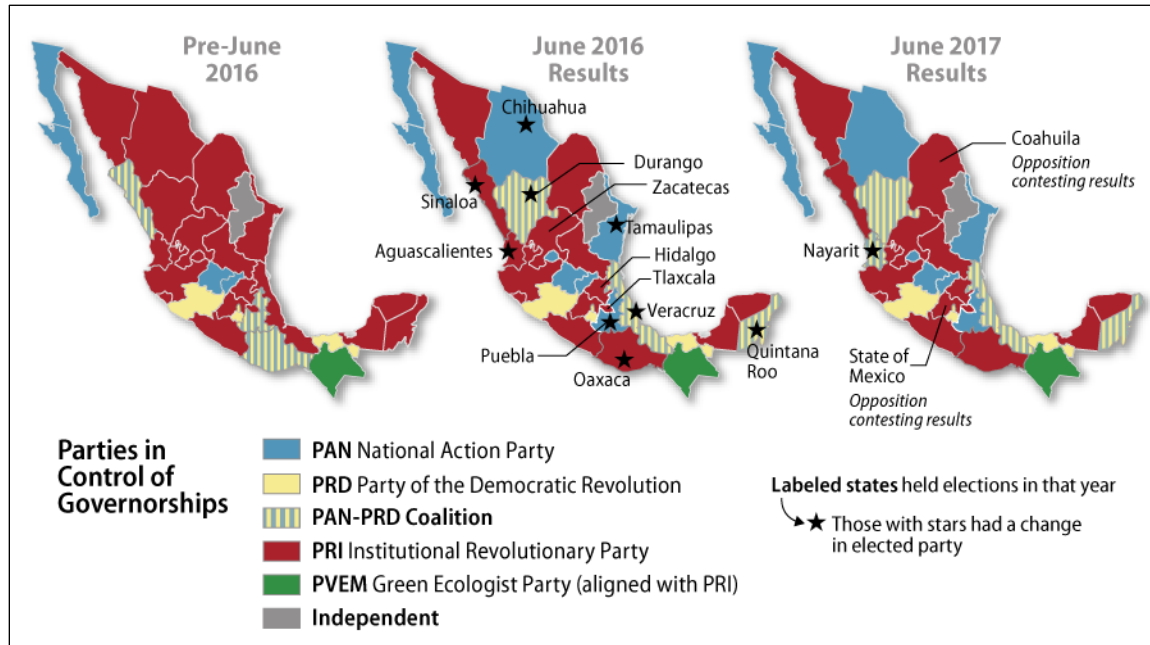 Pre-June
2016
June 2016
Results
June 2017
Results
Chihuahua
Durango
Zacatecas
Sinaloa
Tamaulipas
Aguascalientes
Hidalgo
Tlaxcala
Veracruz
Puebla
Oaxaca
Quintana
Roo
Coahuila
Opposition
contesting results
Nayarit
State of
Mexico
Opposition
contesting results
Parties in
Control of
Governorships
PAN National Action Party
PRD Party of the Democratic Revolution
PAN-PRD Coalition
PRI Institutional Revolutionary Party
PVEM Green Ecologist Party (aligned with PRI)
Independent
Labeled states held elections in that year
Those with stars had a change
in elected party